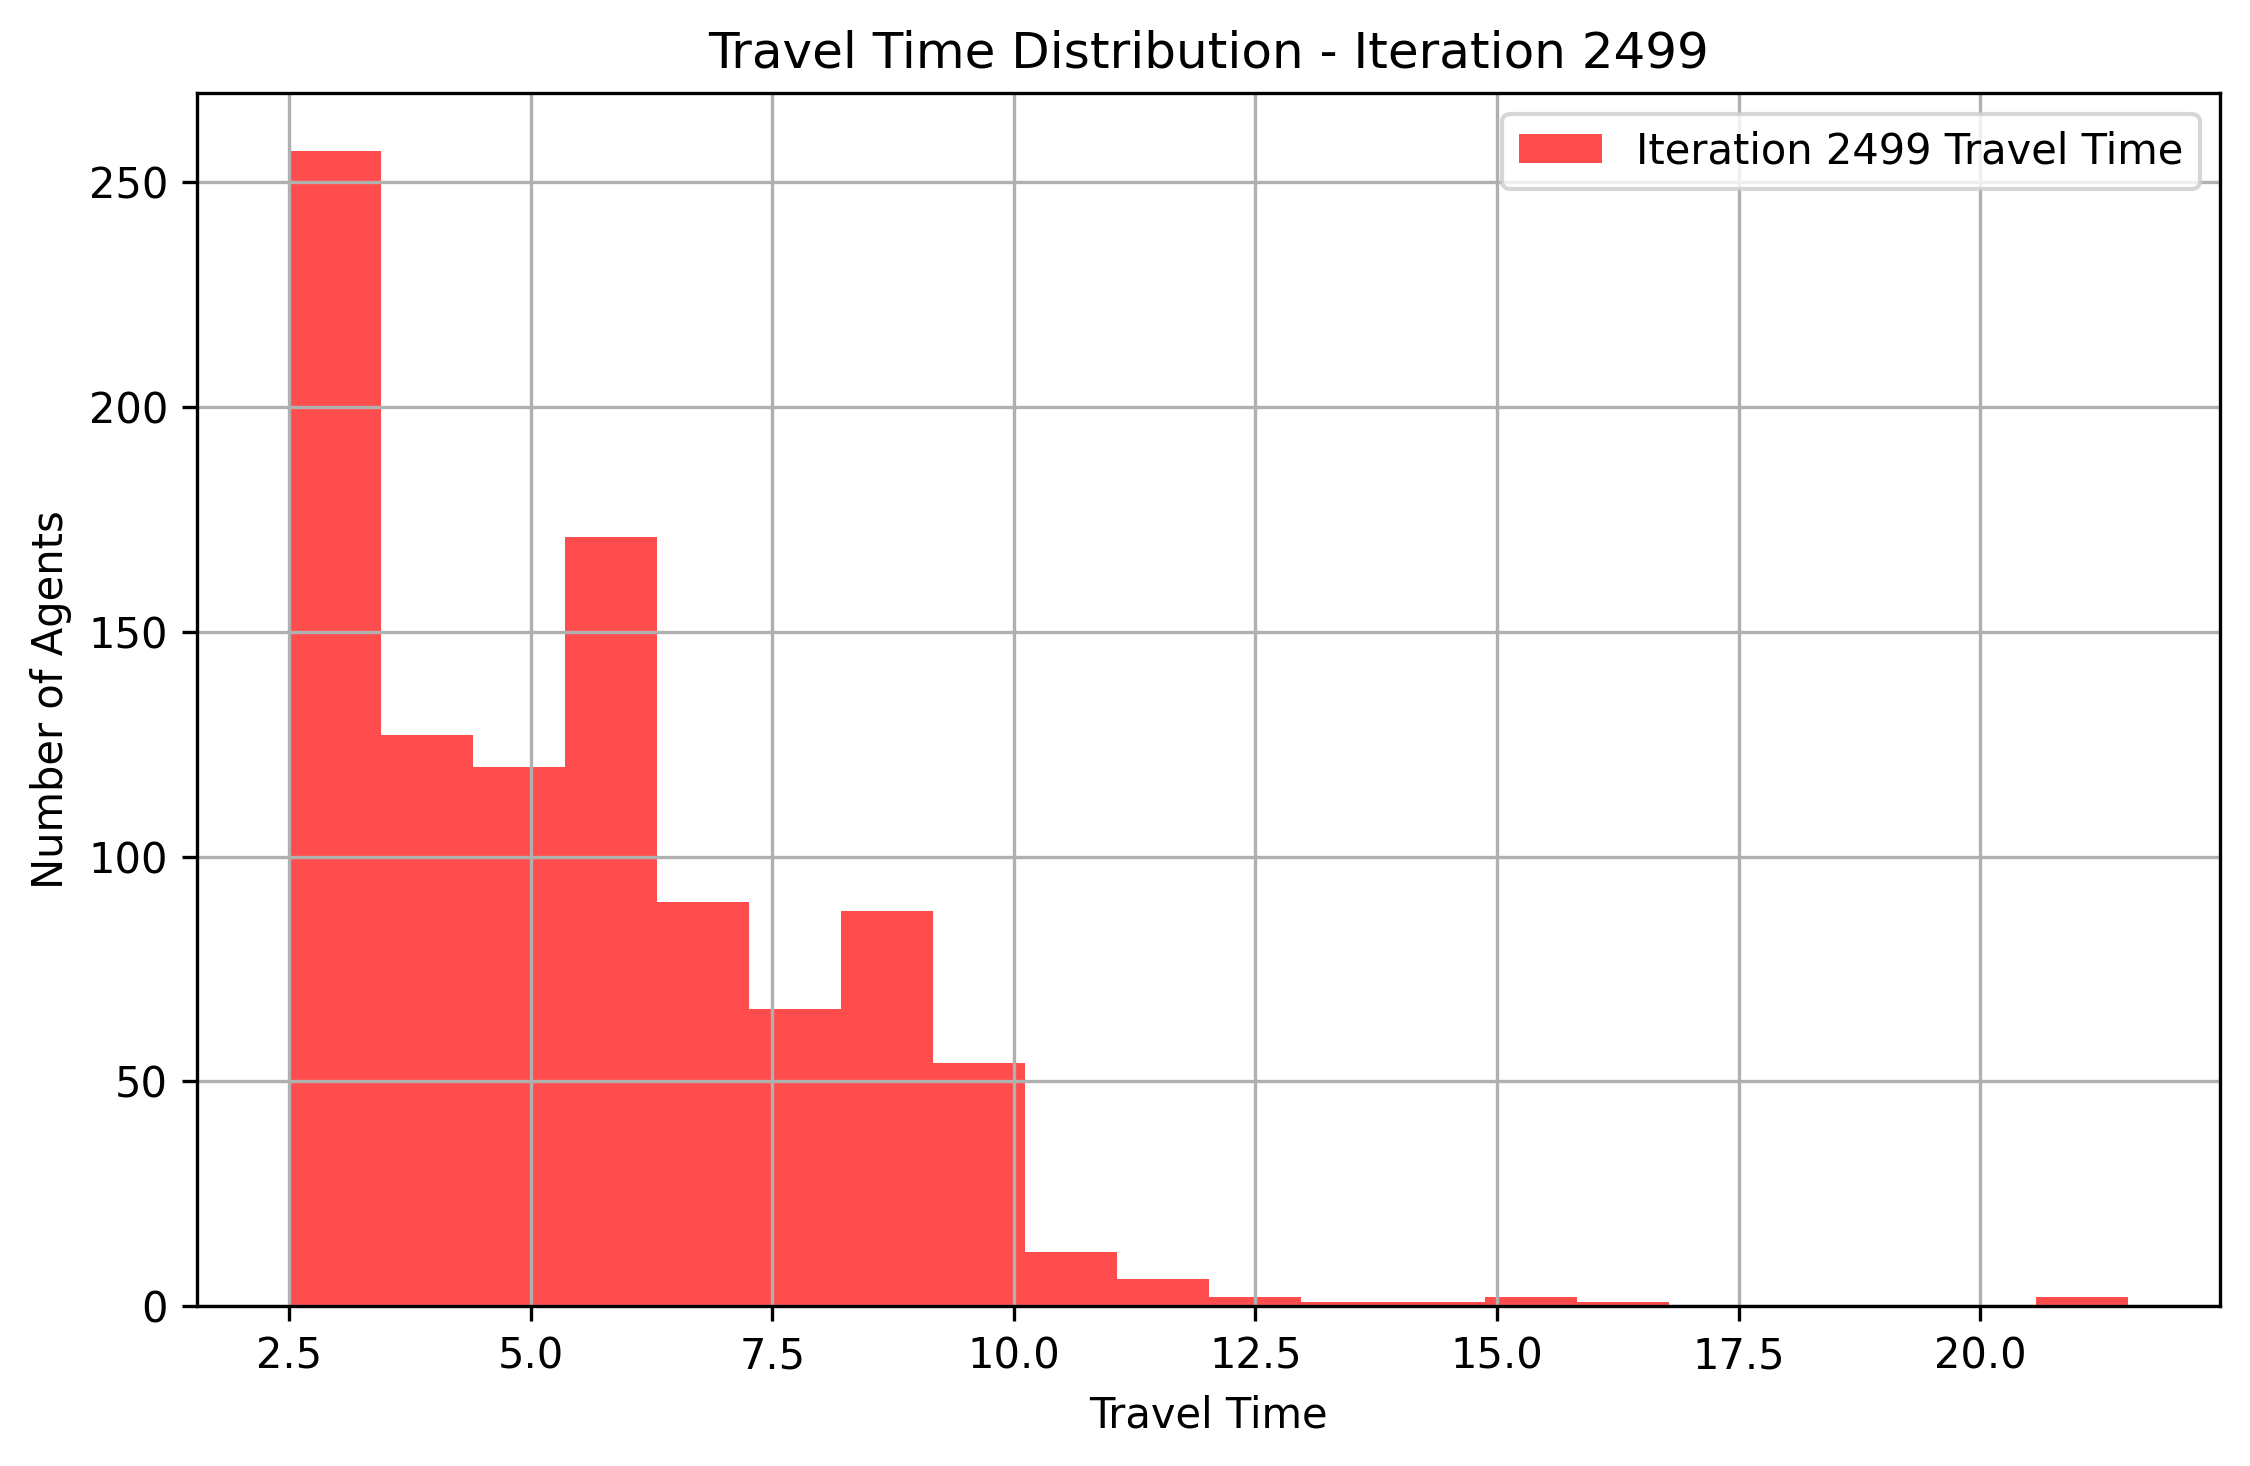 Travel Time Distribution - Iteration 2499
Iteration 2499 Travel Time
Number of Agents
250
200
150
100
50
0
2.5 5.0 7.5 10.0 12.5 15.0 17.5 20.0
Travel Time